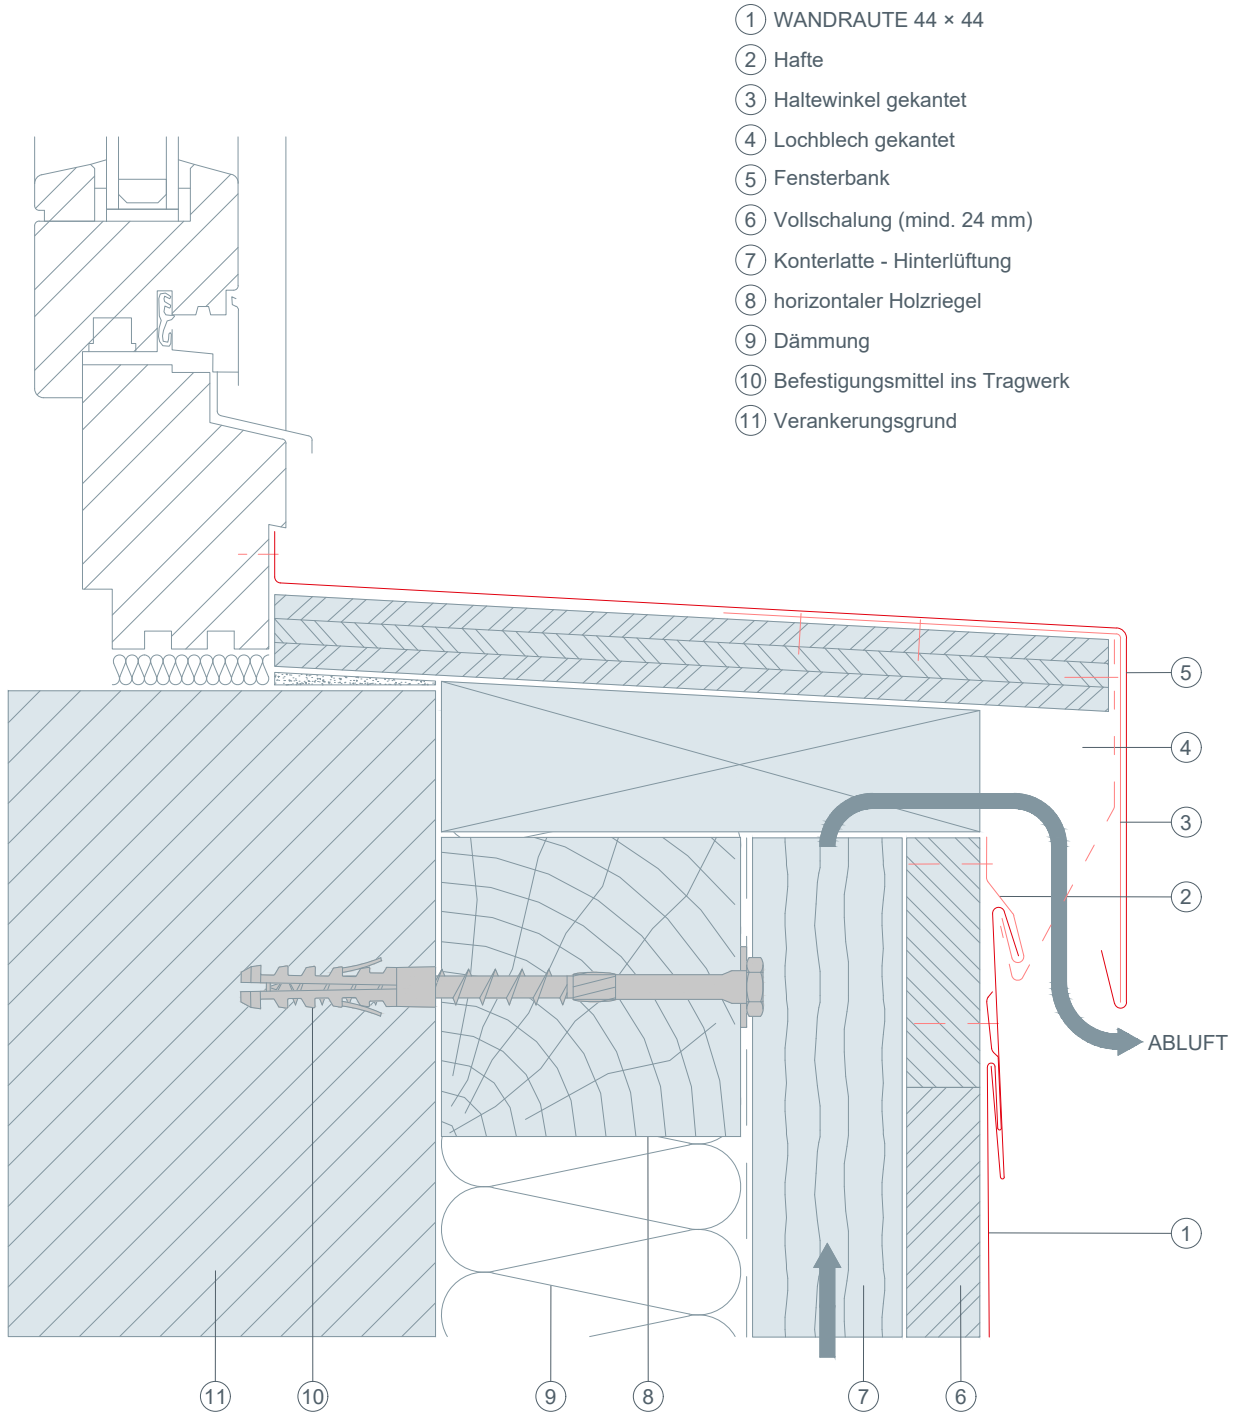 1 WANDRAUTE 44 × 44
2 Hafte
3 Haltewinkel gekantet
4 Lochblech gekantet
5 Fensterbank
6 Vollschalung (mind. 24 mm)
7 Konterlatte - Hinterlüftung
8 horizontaler Holzriegel
9 Dämmung
10 Befestigungsmittel ins Tragwerk
11 Verankerungsgrund
5
4
3
2
ABLUFT
1
11 10 9 8 7 6